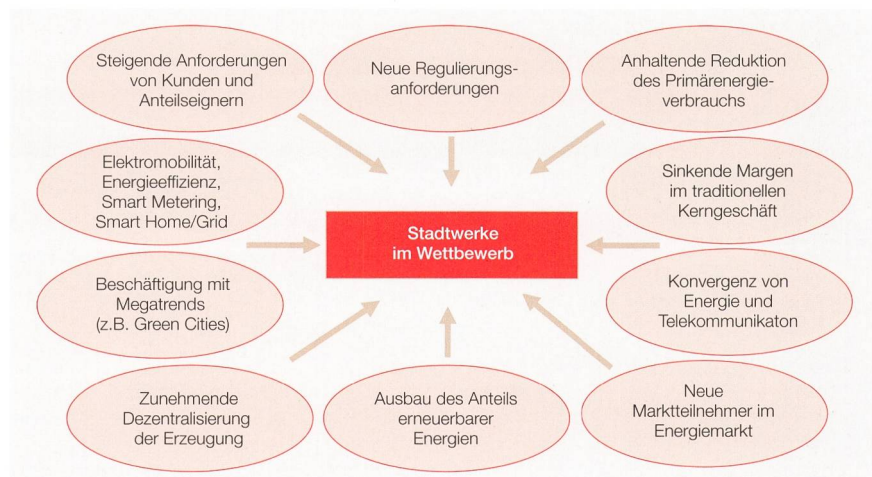 Steigende Anforderungen
von Kunden und
Anteilseignern
Neue Regulierungs-
anforderungen
Anhaltende Reduktion
des Primärenergie-
verbrauchs
Elektromobilität,
Energieeffizienz,
Smart Metering,
Smart Home/Grid
Sinkende Margen
im traditionellen
Kerngeschäft
Stadtwerke
im Wettbewerb
Beschäftigung mit
Megatrends
(z.B. Green Cities)
Konvergenz von
Energie und
Telekommunikaton
Zunehmende
Dezentralisierung
der Erzeugung
Ausbau des Anteils
erneuerbarer
Energien
Neue
Marktteilnehmer im
Energiemarkt